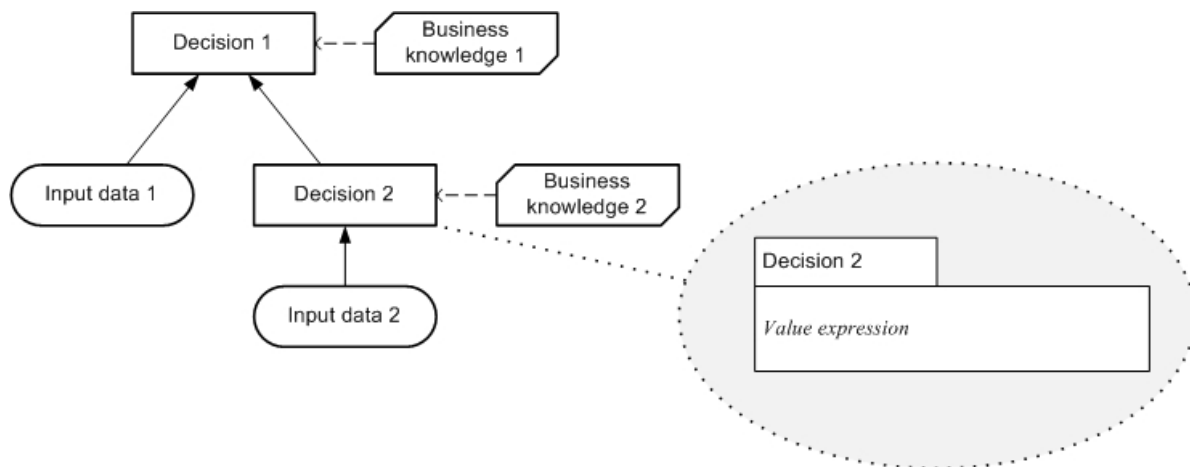 Decision 1
Business
knowledge 1
Input data 1
Decision 2
Business
knowledge 2
Input data 2
Decision 2
Value expression